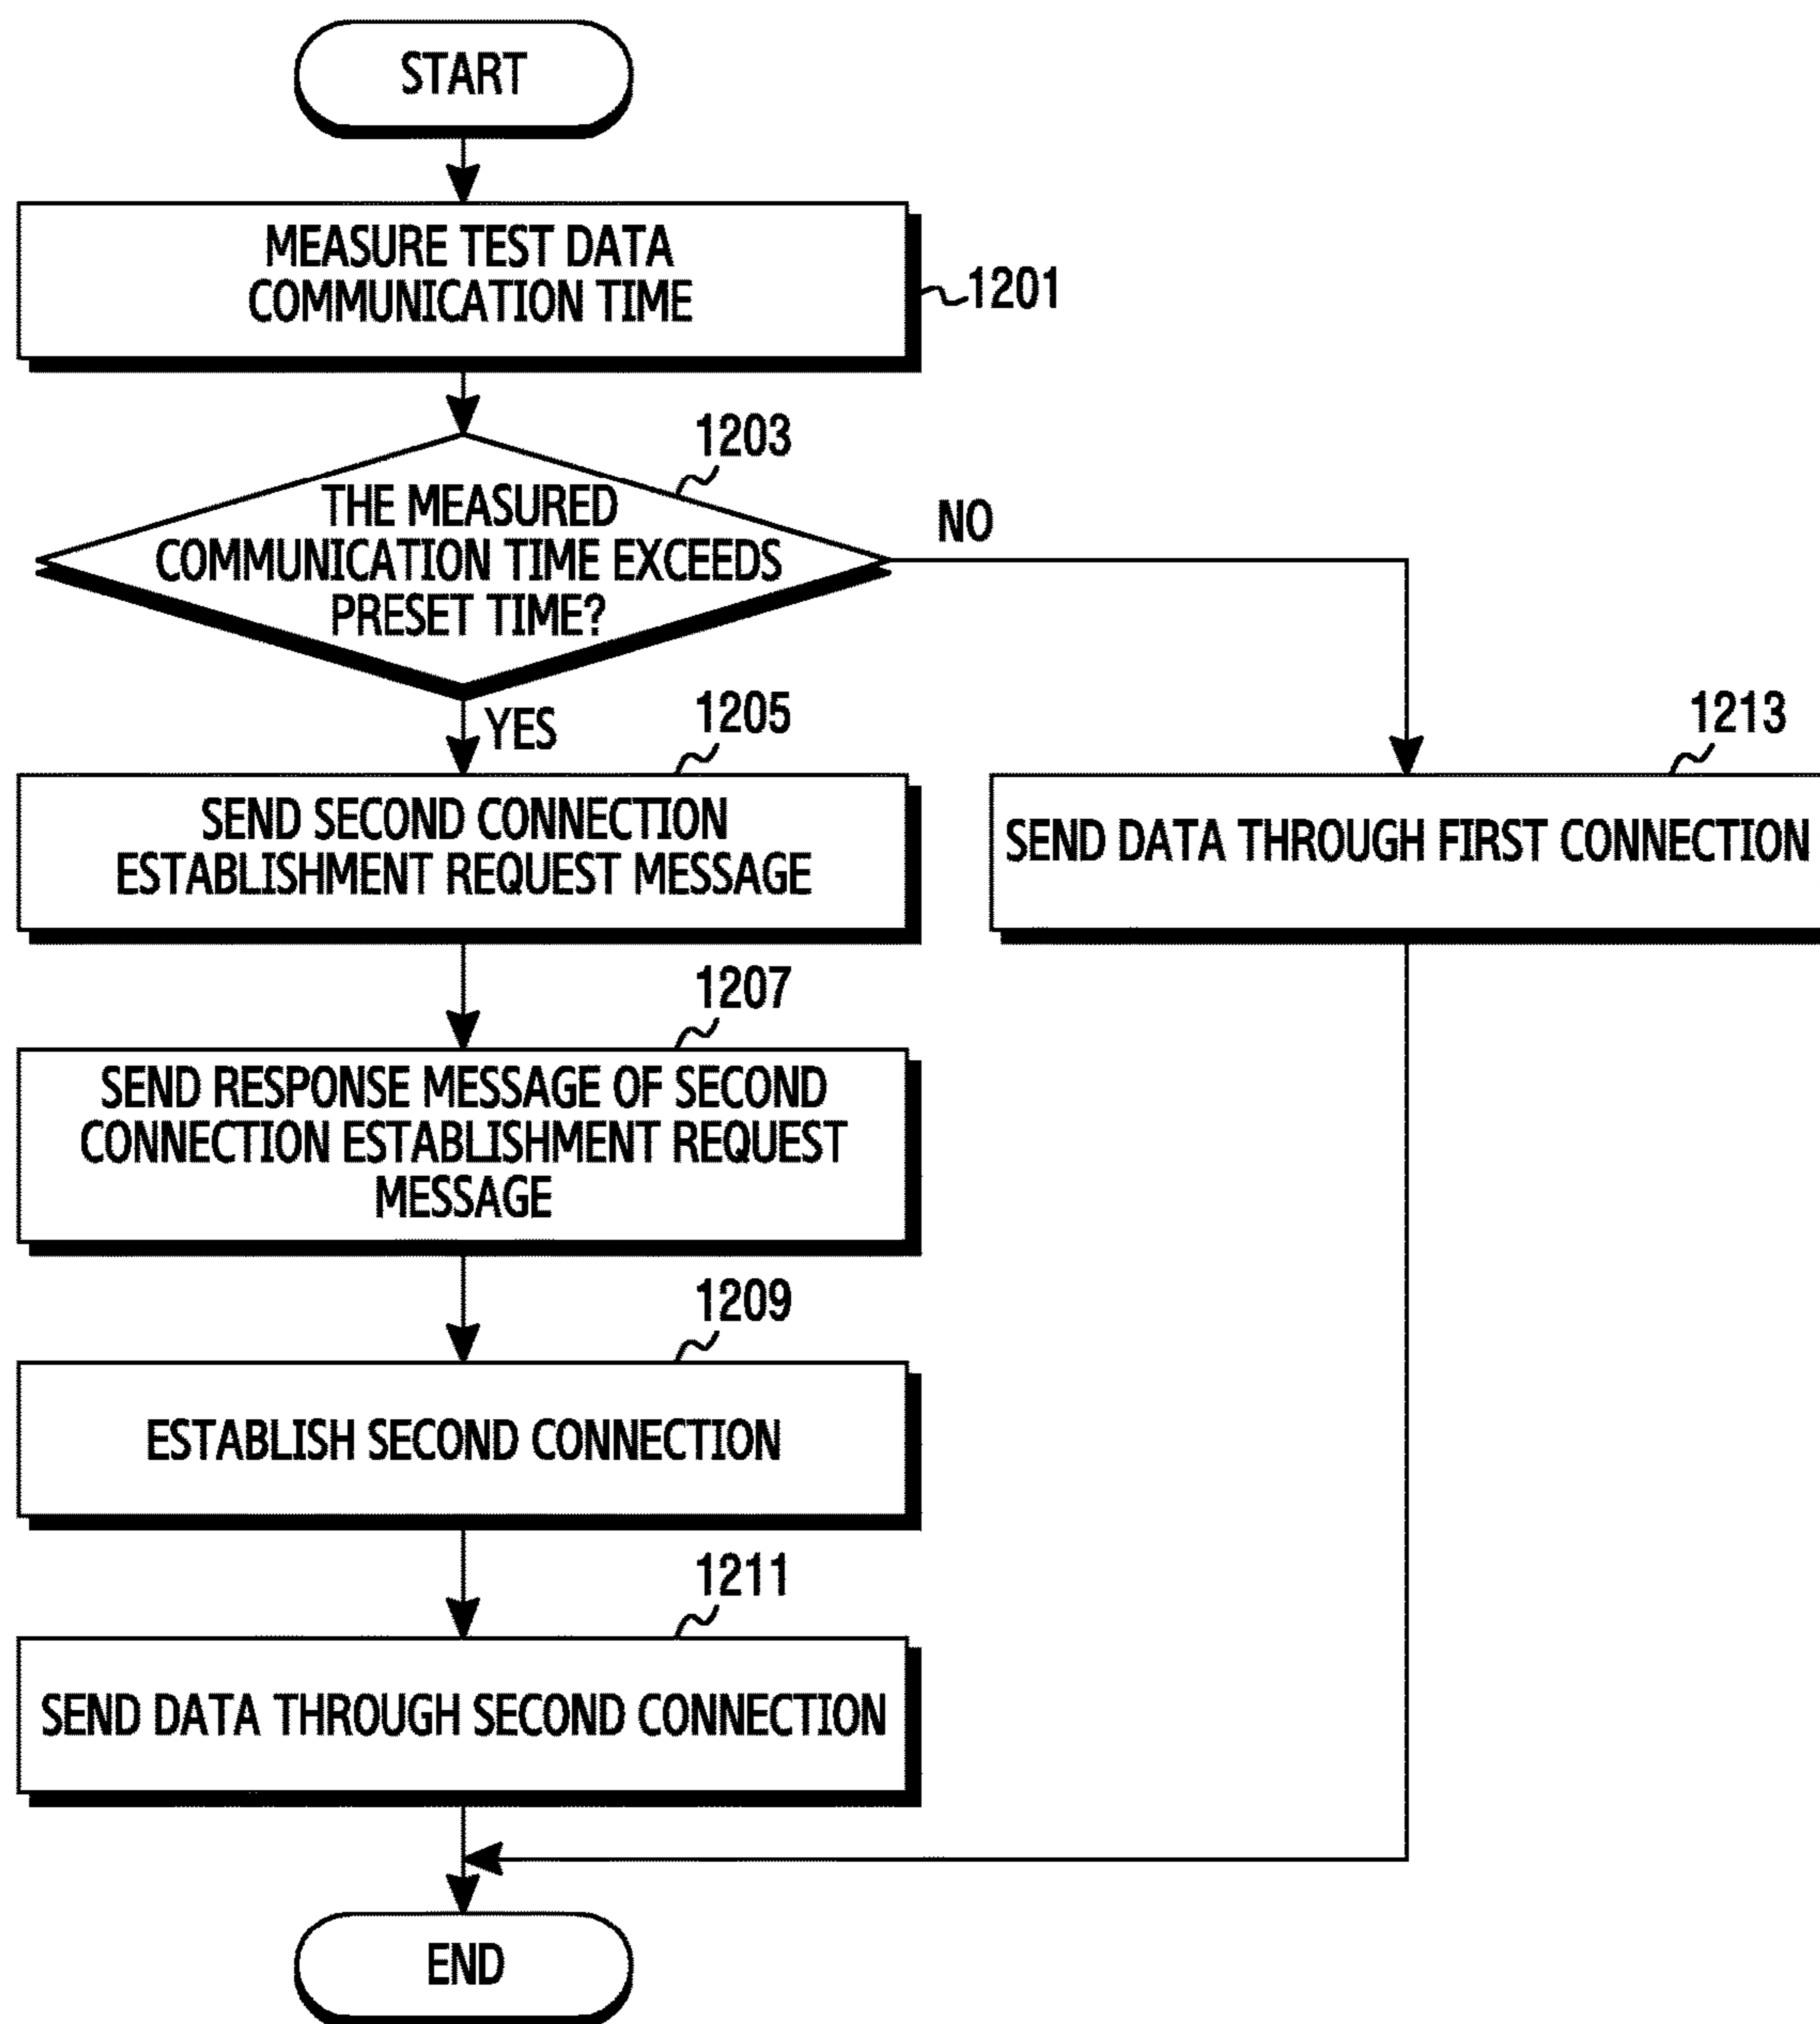 START
MEASURE TEST DATA
COMMUNICATION TIME
1201
1203
THE MEASURED
COMMUNICATION TIME EXCEEDS
PRESET TIME?
NO
YES
1205
SEND SECOND CONNECTION
ESTABLISHMENT REQUEST MESSAGE
1213
SEND DATA THROUGH FIRST CONNECTION
1207
SEND RESPONSE MESSAGE OF SECOND
CONNECTION ESTABLISHMENT REQUEST
MESSAGE
1209
ESTABLISH SECOND CONNECTION
1211
SEND DATA THROUGH SECOND CONNECTION
END